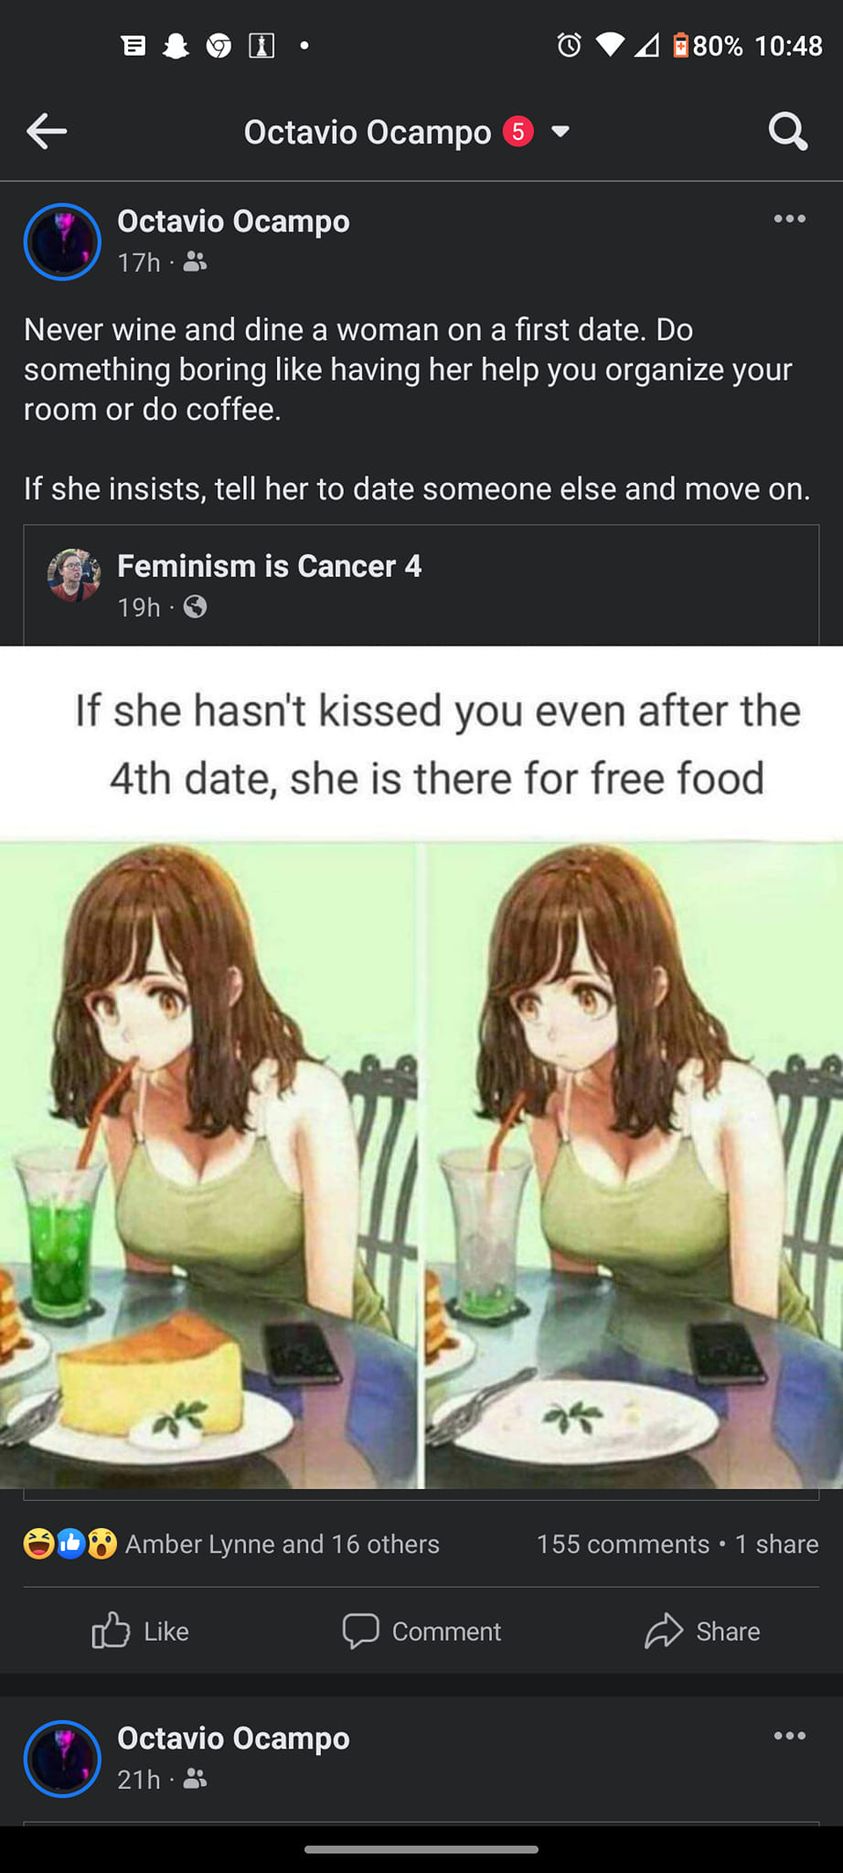 80% 10:48
Octavio Ocampo 5
Octavio Ocampo
17h ·
Never wine and dine a woman on a first date. Do
something boring like having her help you organize your
room or do coffee.
If she insists, tell her to date someone else and move on.
Feminism is Cancer 4
19h ·
If she hasn't kissed you even after the
4th date, she is there for free food
Amber Lynne and 16 others 155 comments • 1 share
Like Comment Share
Octavio Ocampo
21h ·